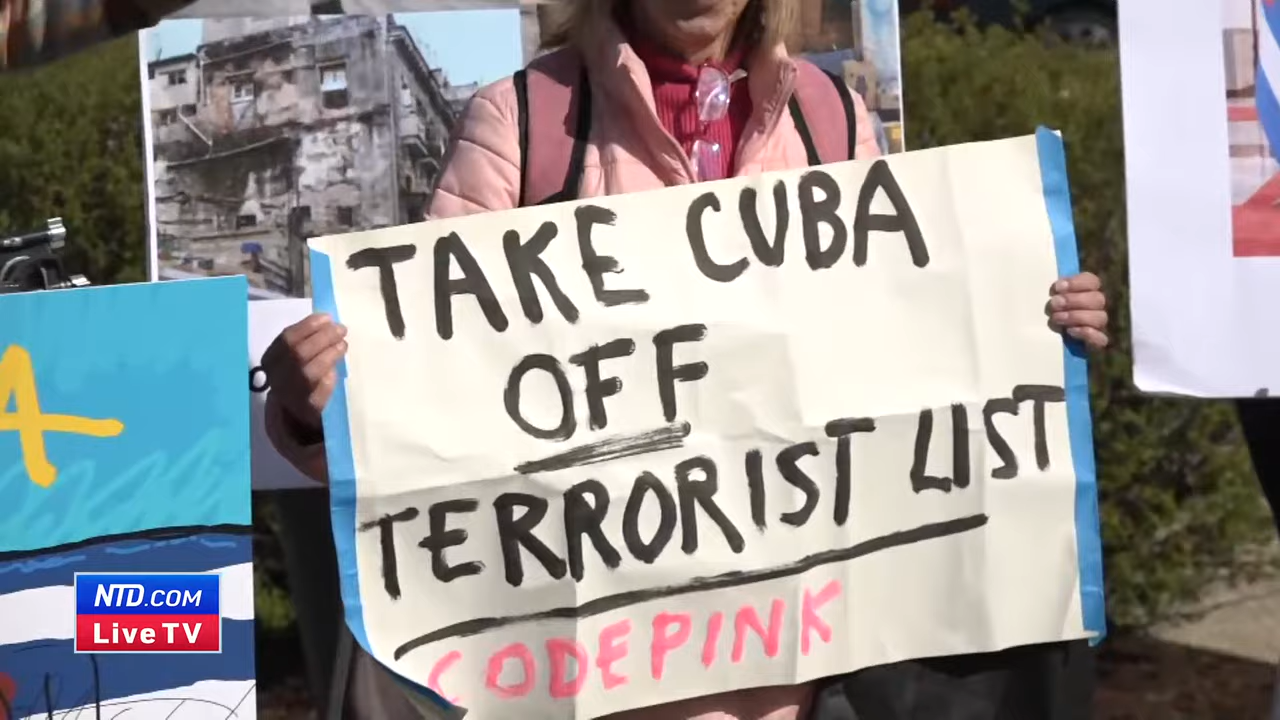 TAKE CUBA
OFF
TERRORIST LIST
CODEPINK
A
NTD.COM
Live TV